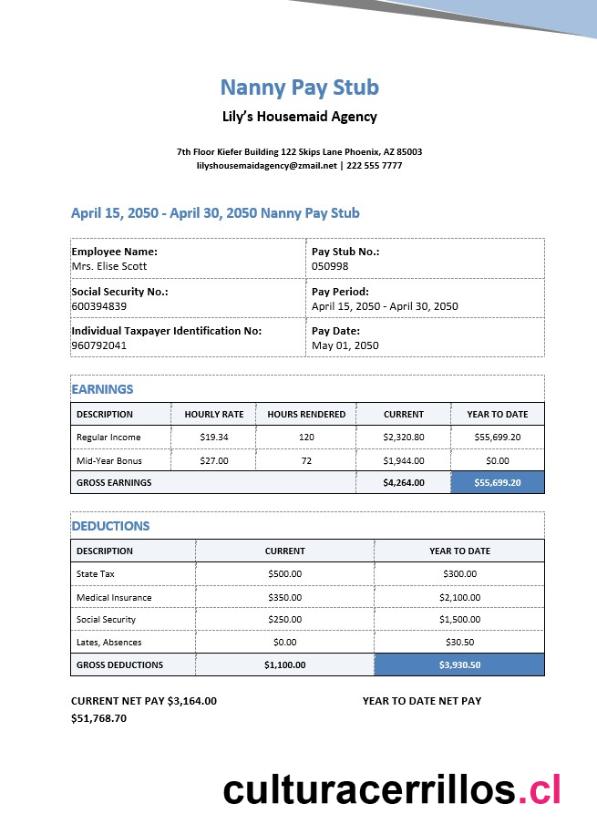 Nanny Pay Stub
Lily's Housemaid Agency
7th Floor Kiefer Building 122 Skips Lane Phoenix, AZ 85003
lilyshousemaidagency@zmail.net | 222 555 7777
April 15, 2050 - April 30, 2050 Nanny Pay Stub
Employee Name: Pay Stub No.:
Mrs. Elise Scott 050998
Social Security No.: Pay Period:
600394839 April 15, 2050 - April 30, 2050
Individual Taxpayer Identification No: Pay Date:
960792041 May 01, 2050
EARNINGS
DESCRIPTION HOURLY RATE HOURS RENDERED CURRENT YEAR TO DATE
Regular Income $19.34 120 $2,320.80 $55,699.20
Mid-Year Bonus $27.00 72 $1,944.00 $0.00
GROSS EARNINGS $4,264.00 $55,699.20
DEDUCTIONS
DESCRIPTION CURRENT YEAR TO DATE
State Tax $500.00 $300.00
Medical Insurance $350.00 $2,100.00
Social Security $250.00 $1,500.00
Lates, Absences $0.00 $30.50
GROSS DEDUCTIONS $1,100.00 $3,930.50
CURRENT NET PAY $3,164.00 YEAR TO DATE NET PAY
$51,768.70
culturacerrillos.cl